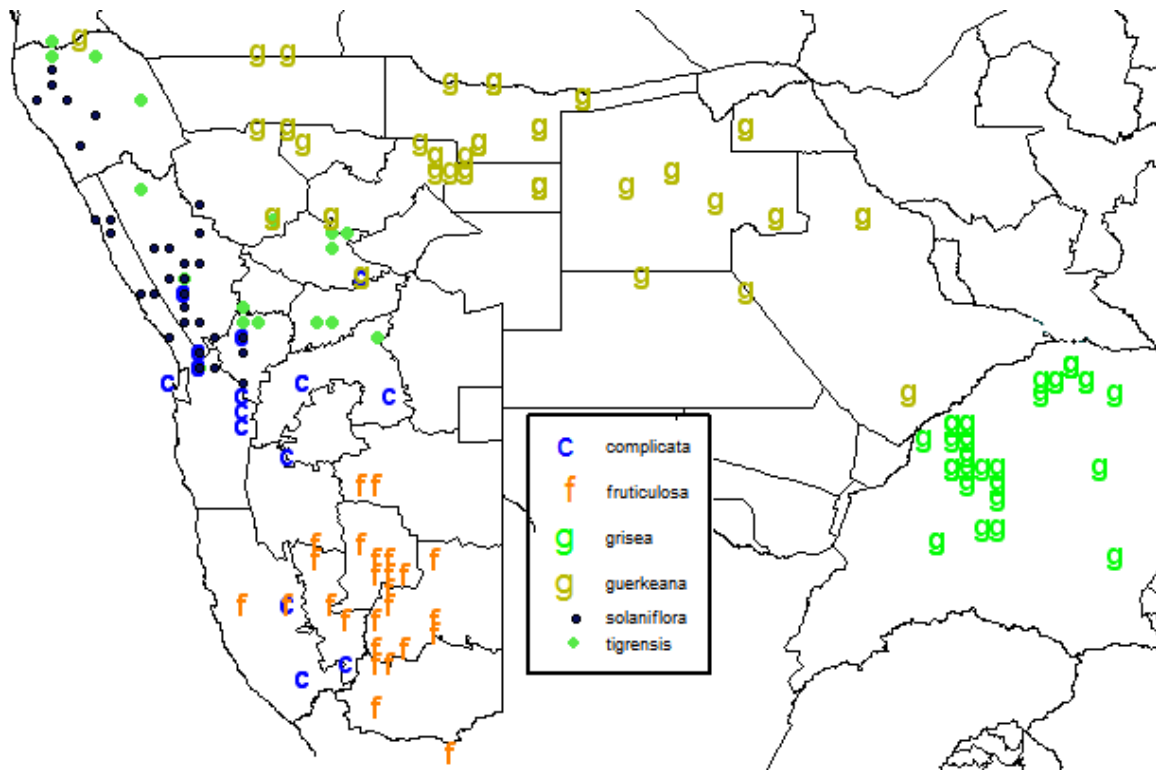 c complicata
f fruticulosa
g grisea
g guerkeana
solaniflora
tigrensis